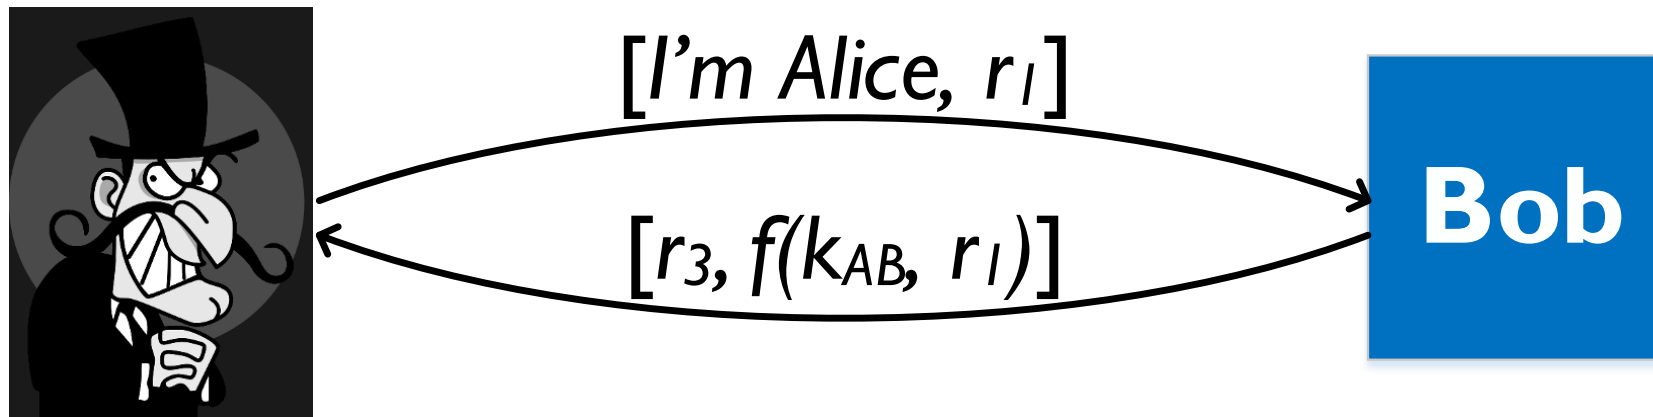 [I’m Alice, r1]
[r3, f(kAB, r1)]
Bob